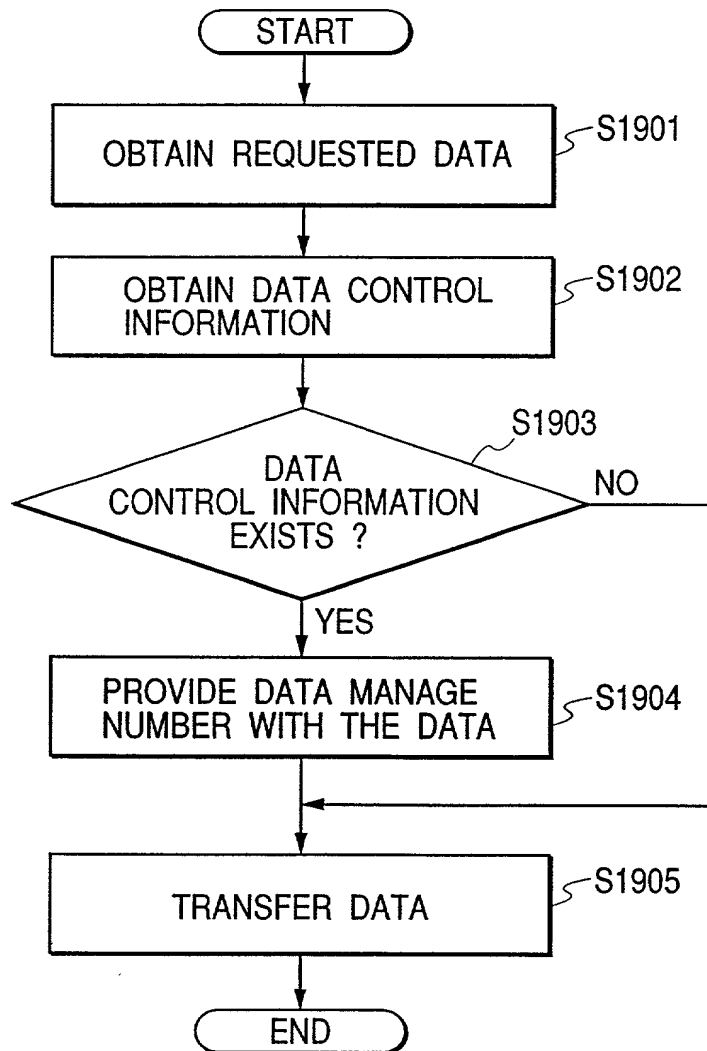 START
OBTAIN REQUESTED DATA
S1901
OBTAIN DATA CONTROL
INFORMATION
S1902
S1903
DATA
CONTROL INFORMATION
EXISTS ?
NO
YES
PROVIDE DATA MANAGE
NUMBER WITH THE DATA
S1904
TRANSFER DATA
S1905
END